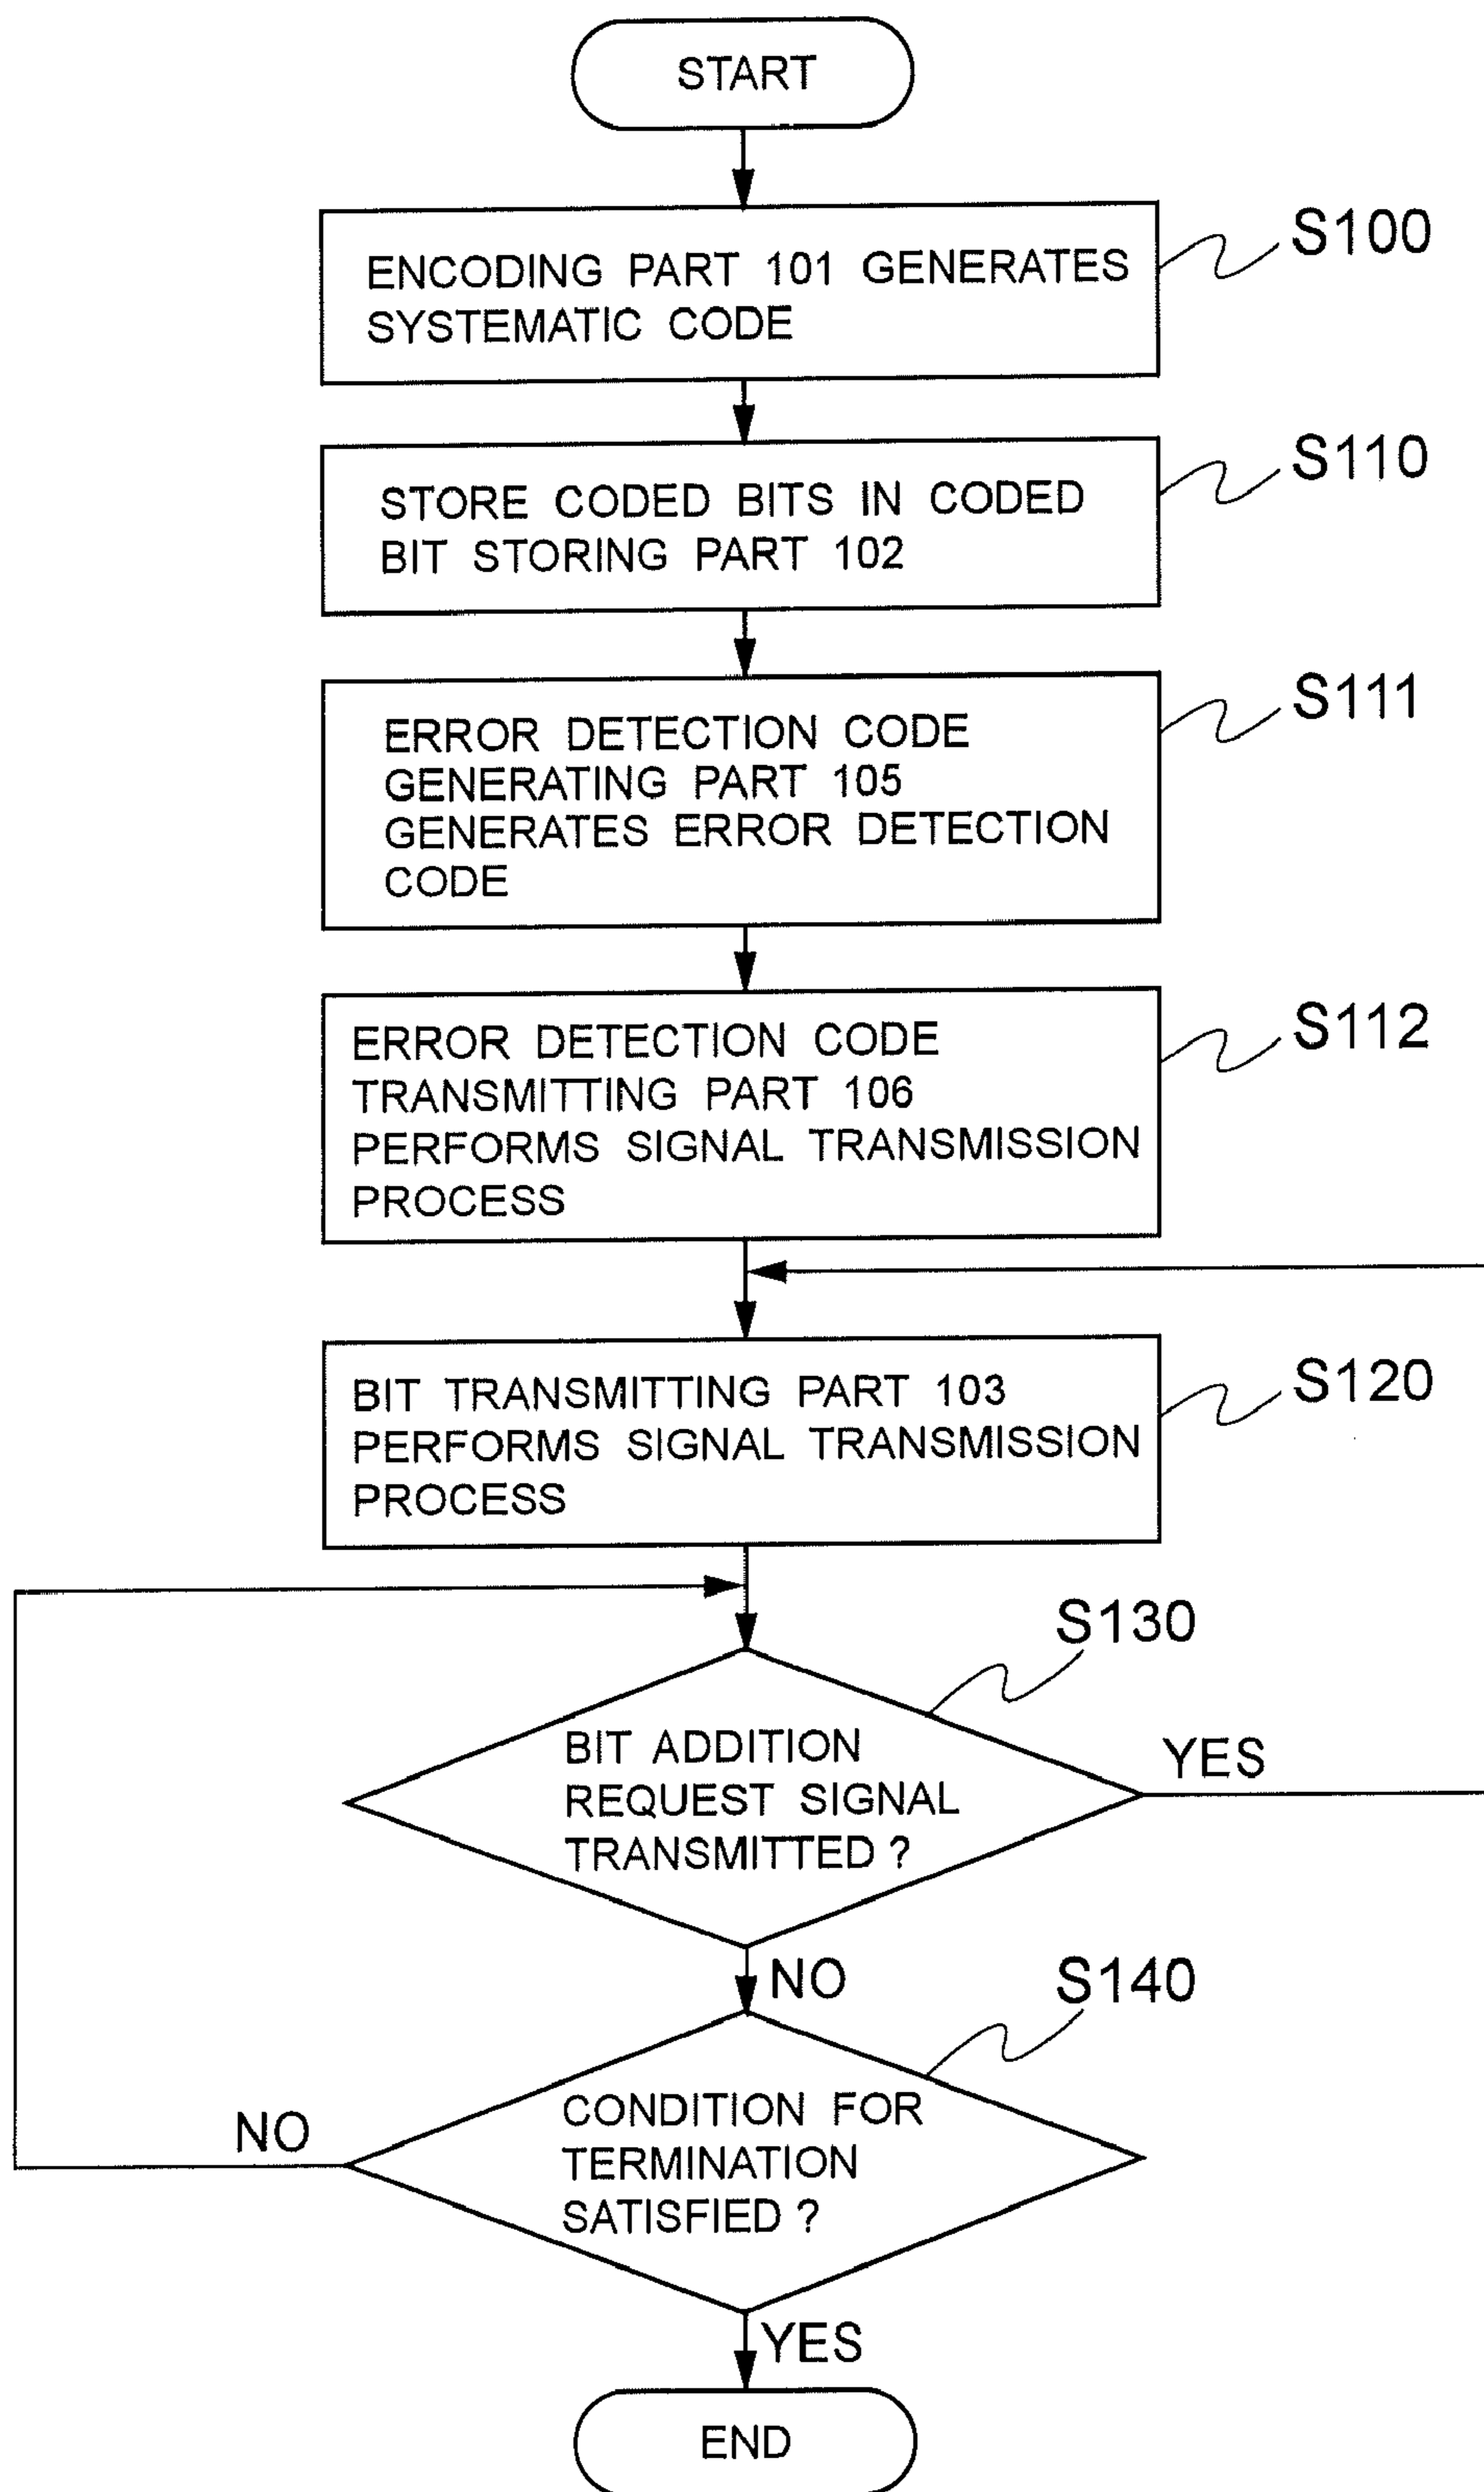 START
ENCODING PART 101 GENERATES
SYSTEMATIC CODE
S100
STORE CODED BITS IN CODED
BIT STORING PART 102
S110
ERROR DETECTION CODE
GENERATING PART 105
GENERATES ERROR DETECTION
CODE
S111
ERROR DETECTION CODE
TRANSMITTING PART 106
PERFORMS SIGNAL TRANSMISSION
PROCESS
S112
BIT TRANSMITTING PART 103
PERFORMS SIGNAL TRANSMISSION
PROCESS
S120
S130
BIT ADDITION
REQUEST SIGNAL
TRANSMITTED ?
YES
NO
S140
CONDITION FOR
TERMINATION
SATISFIED ?
NO
YES
END